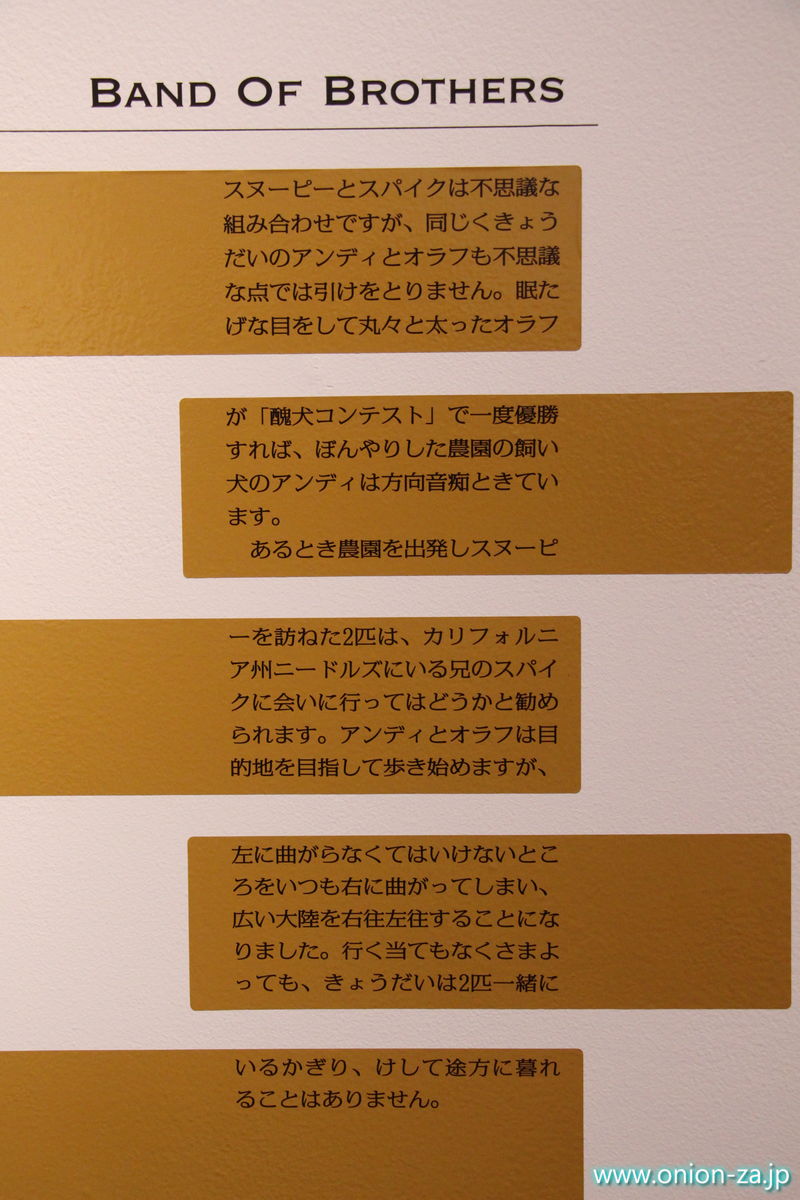 BAND OF BROTHERS
スヌーピーとスパイクは不思議な
組み合わせですが、同じくきょう
だいのアンディとオラフも不思議
な点では引けをとりません。眠た
げな目をして丸々と太ったオラフ
が「醜犬コンテスト」で一度優勝
すれば、ぼんやりした農園の飼い
犬のアンディは方向音痴ときてい
ます。
　あるとき農園を出発しスヌーピ
ーを訪ねた2匹は、カリフォルニ
ア州ニードルズにいる兄のスパイ
クに会いに行ってはどうかと勧め
られます。アンディとオラフは目
的地を目指して歩き始めますが、
左に曲がらなくてはいけないとこ
ろをいつも右に曲がってしまい、
広い大陸を右往左往することにな
りました。行く当てもなくさまよ
っても、きょうだいは2匹一緒に
いるかぎり、けして途方に暮れ
ることはありません。
www.onion-za.jp